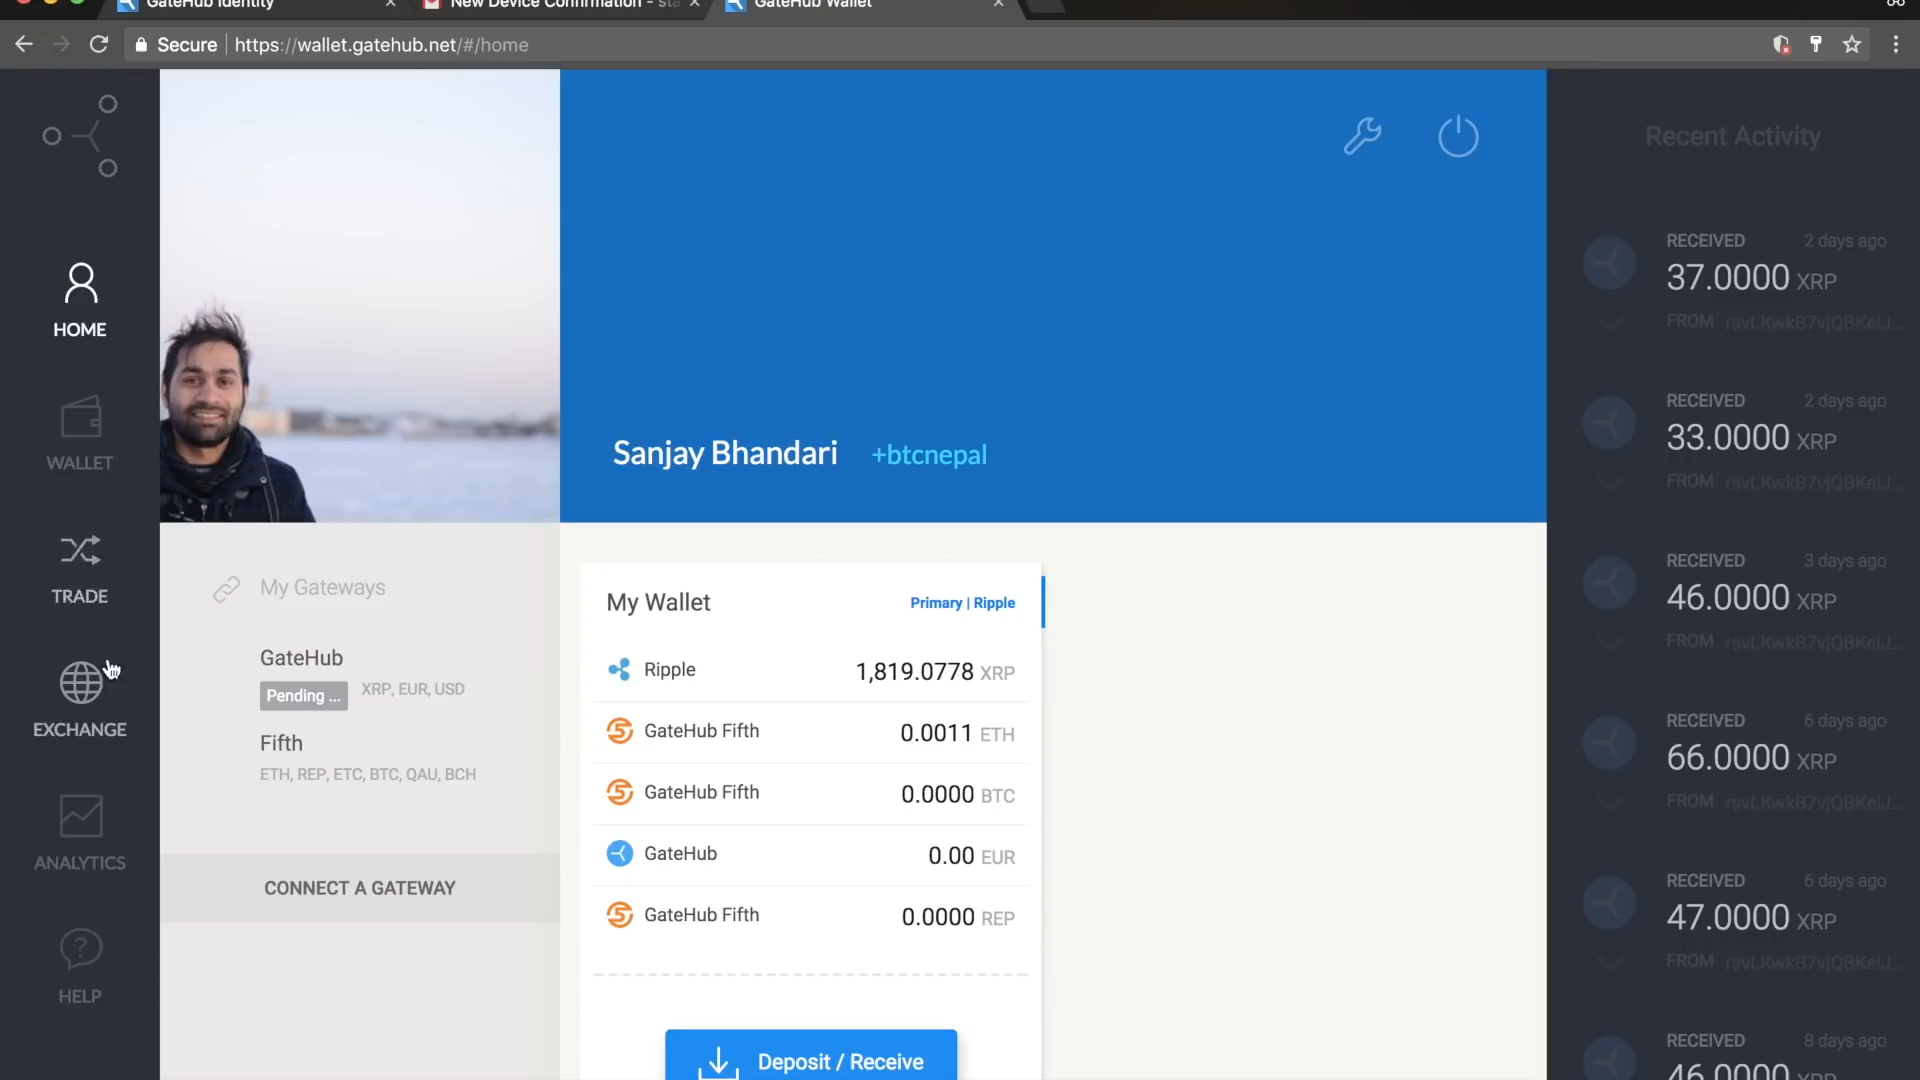 GateHub Identity
New Device Confirmation - sta
GateHub Wallet
Secure https://wallet.gatehub.net/#/home
HOME
WALLET
TRADE
EXCHANGE
ANALYTICS
HELP
Sanjay Bhandari +btcnepal
My Gateways
GateHub
Pending ... XRP, EUR, USD
Fifth
ETH, REP, ETC, BTC, QAU, BCH
CONNECT A GATEWAY
My Wallet Primary | Ripple
Ripple 1,819.0778 XRP
GateHub Fifth 0.0011 ETH
GateHub Fifth 0.0000 BTC
GateHub 0.00 EUR
GateHub Fifth 0.0000 REP
Deposit / Receive
Recent Activity
RECEIVED 2 days ago
37.0000 XRP
FROM
RECEIVED 2 days ago
33.0000 XRP
FROM
RECEIVED 3 days ago
46.0000 XRP
FROM
RECEIVED 6 days ago
66.0000 XRP
FROM
RECEIVED 6 days ago
47.0000 XRP
FROM
RECEIVED 8 days ago
46.0000 XRP